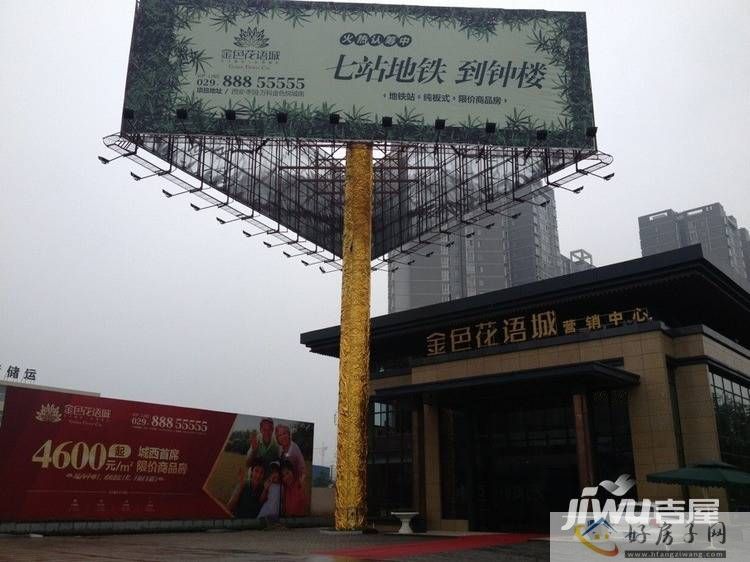 火热认筹中
金色花语城
七站地铁 到钟楼
029 888 55555
地铁站 纯板式 限价商品房
金色花语城 营销中心
储运
金色花语城
029 888 55555
4600元/m² 起
城西首席
限价商品房
JIWU吉屋
好房子网
www.hfangziwang.com